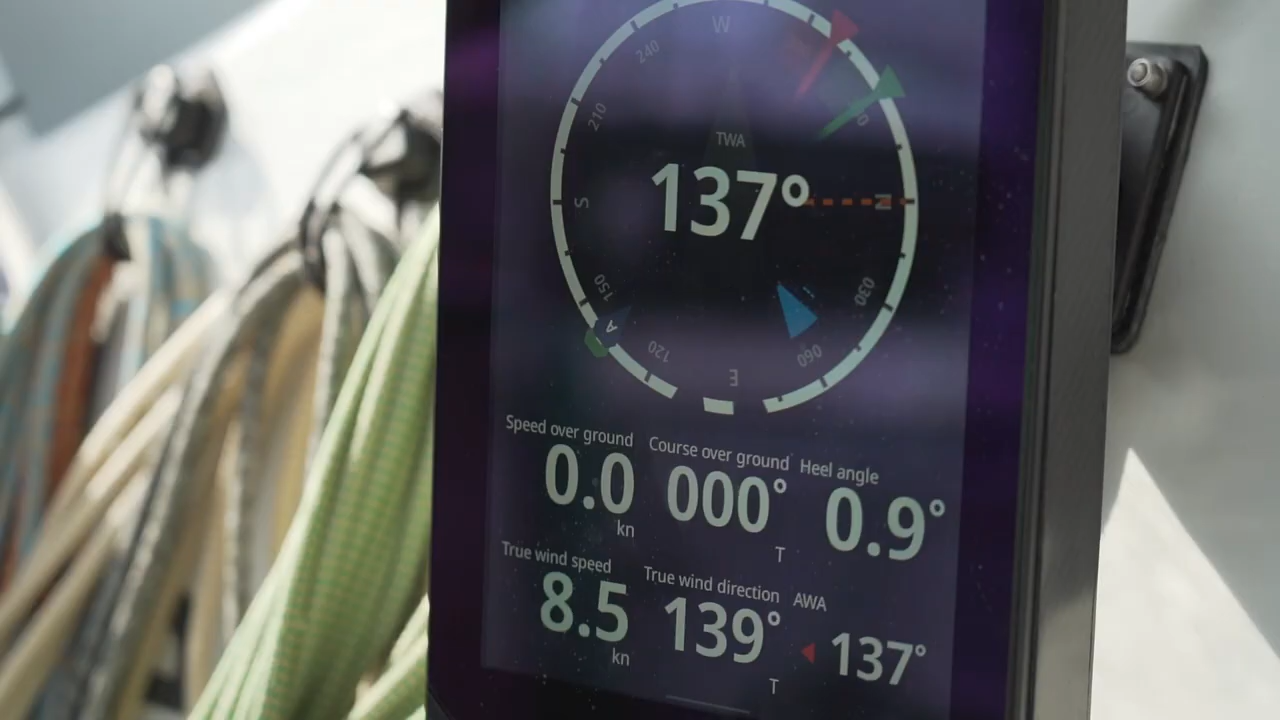 W
240
210
TWA
137°
S
N
150
030
A
120
060
E
Speed over ground Course over ground Heel angle
0.0 000° 0.9°
kn T
True wind speed True wind direction AWA
8.5 139° 137°
kn T